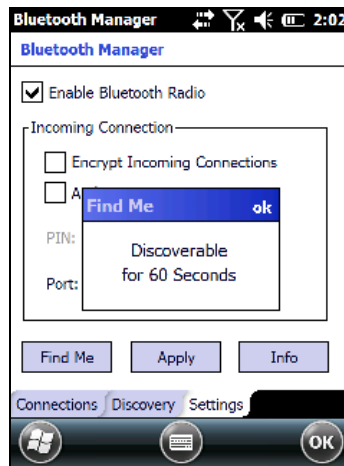 Bluetooth Manager 2:02
Bluetooth Manager
Enable Bluetooth Radio
Incoming Connection
Encrypt Incoming Connections
Find Me ok
PIN:
Discoverable
for 60 Seconds
Port:
Find Me Apply Info
Connections Discovery Settings
OK